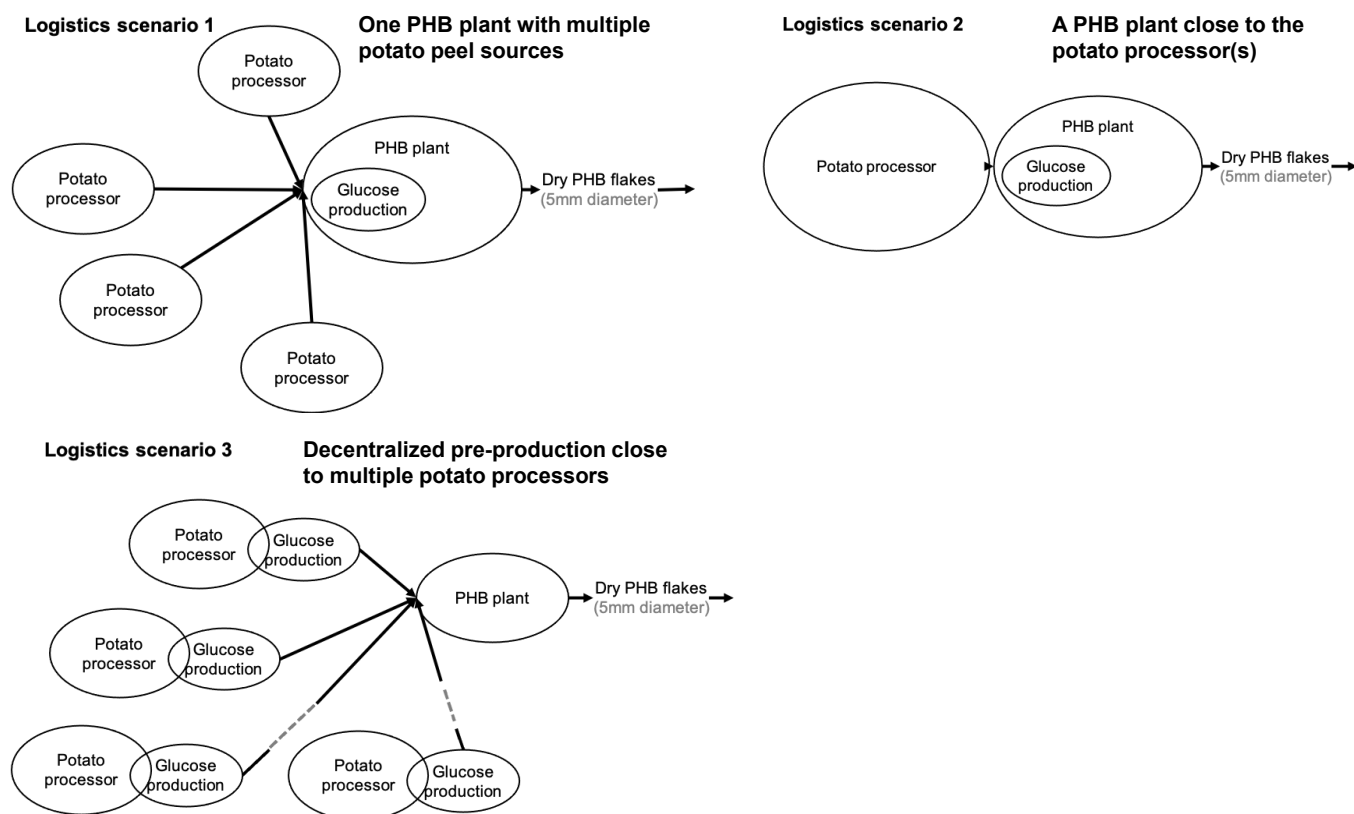 Logistics scenario 1
One PHB plant with multiple
potato peel sources
Potato
processor
Potato
processor
Potato
processor
Potato
processor
PHB plant
Glucose
production
Dry PHB flakes
(5mm diameter)
Logistics scenario 2
A PHB plant close to the
potato processor(s)
Potato processor
PHB plant
Glucose
production
Dry PHB flakes
(5mm diameter)
Logistics scenario 3
Decentralized pre-production close
to multiple potato processors
Potato
processor
Glucose
production
Potato
processor
Glucose
production
Potato
processor
Glucose
production
Potato
processor
Glucose
production
PHB plant
Dry PHB flakes
(5mm diameter)